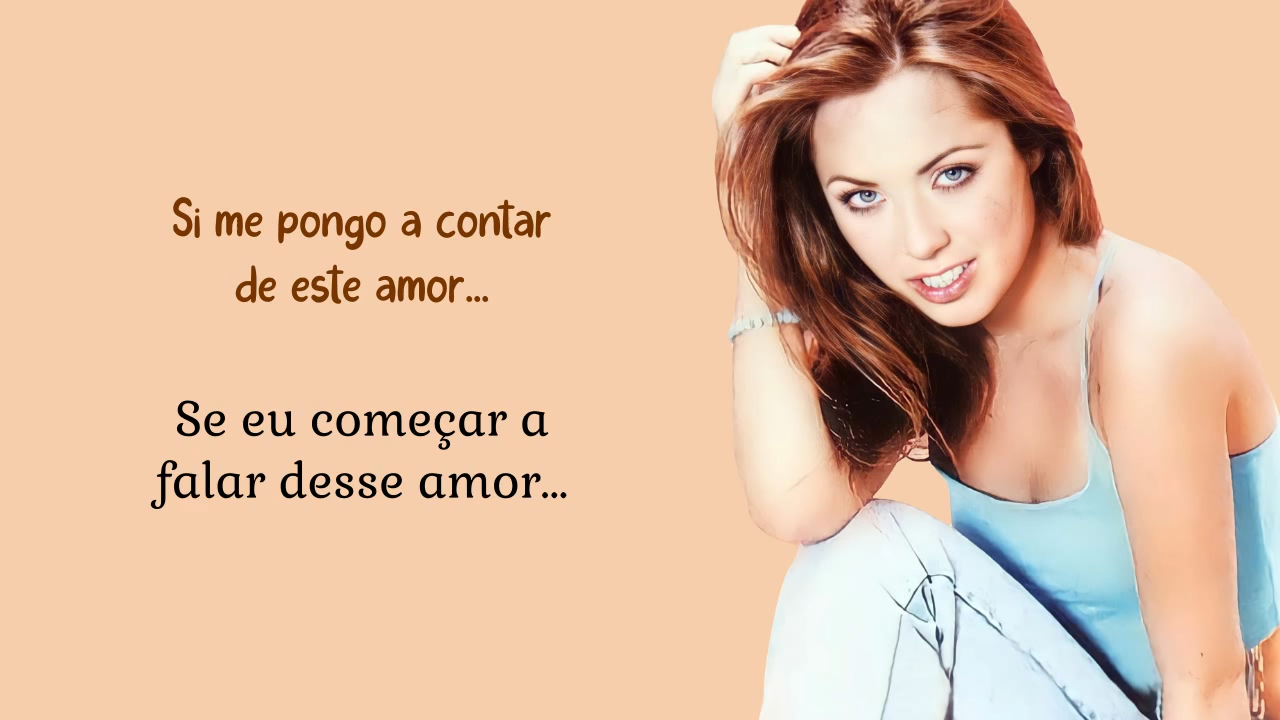 Si me pongo a contar
de este amor...
Se eu começar a
falar desse amor...